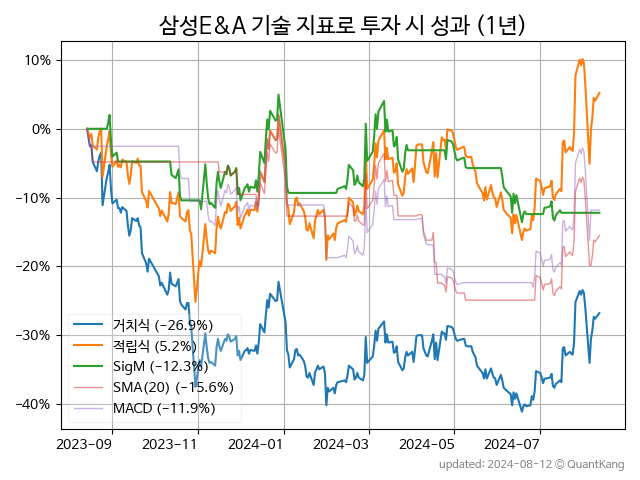 삼성E&A 기술 지표로 투자 시 성과 (1년)
10%
0%
−10%
−20%
−30%
−40%
거치식 (−26.9%)
적립식 (5.2%)
SigM (−12.3%)
SMA(20) (−15.6%)
MACD (−11.9%)
2023-09 2023-11 2024-01 2024-03 2024-05 2024-07
updated: 2024-08-12 © QuantKang